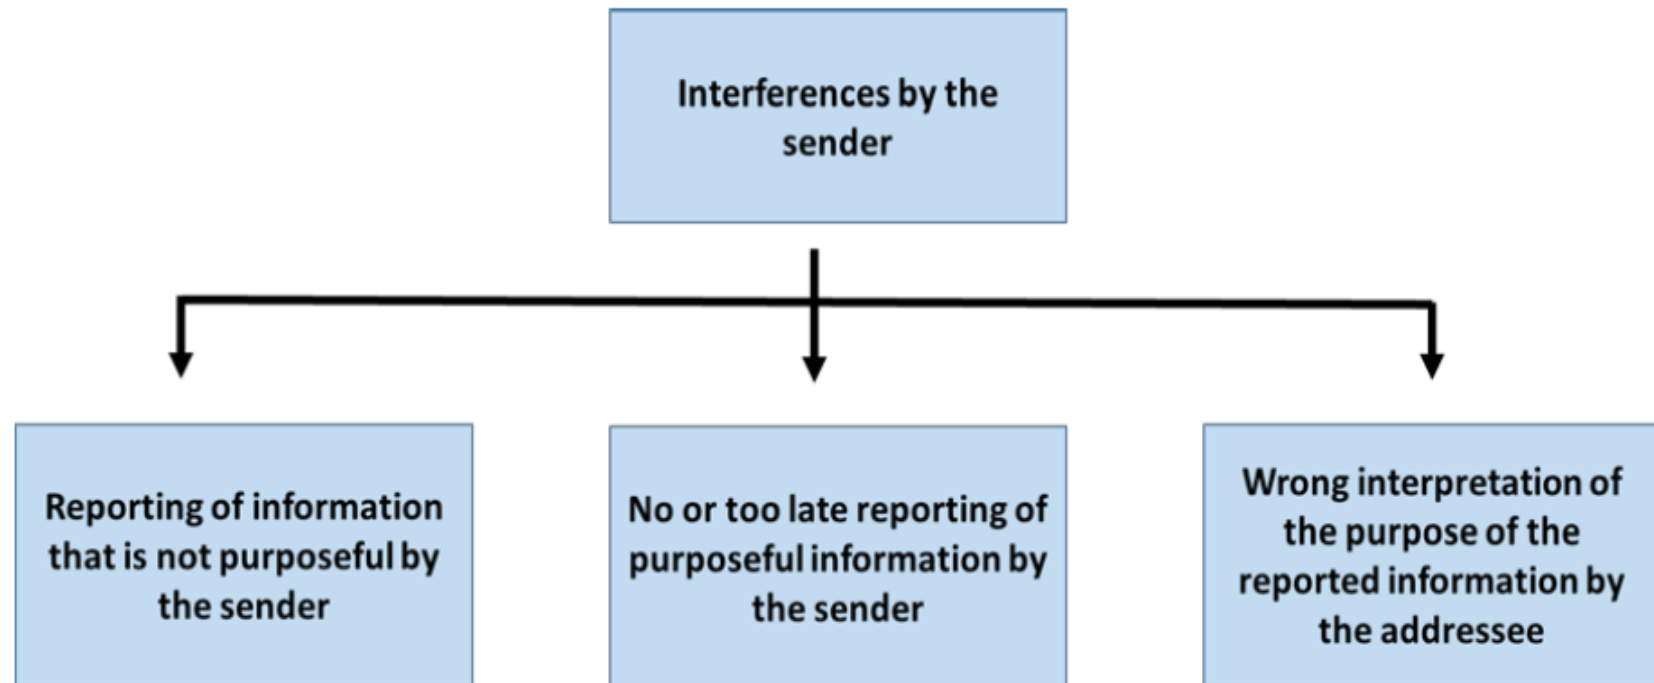 Interferences by the
sender
Reporting of information
that is not purposeful by
the sender
No or too late reporting of
purposeful information by
the sender
Wrong interpretation of
the purpose of the
reported information by
the addressee